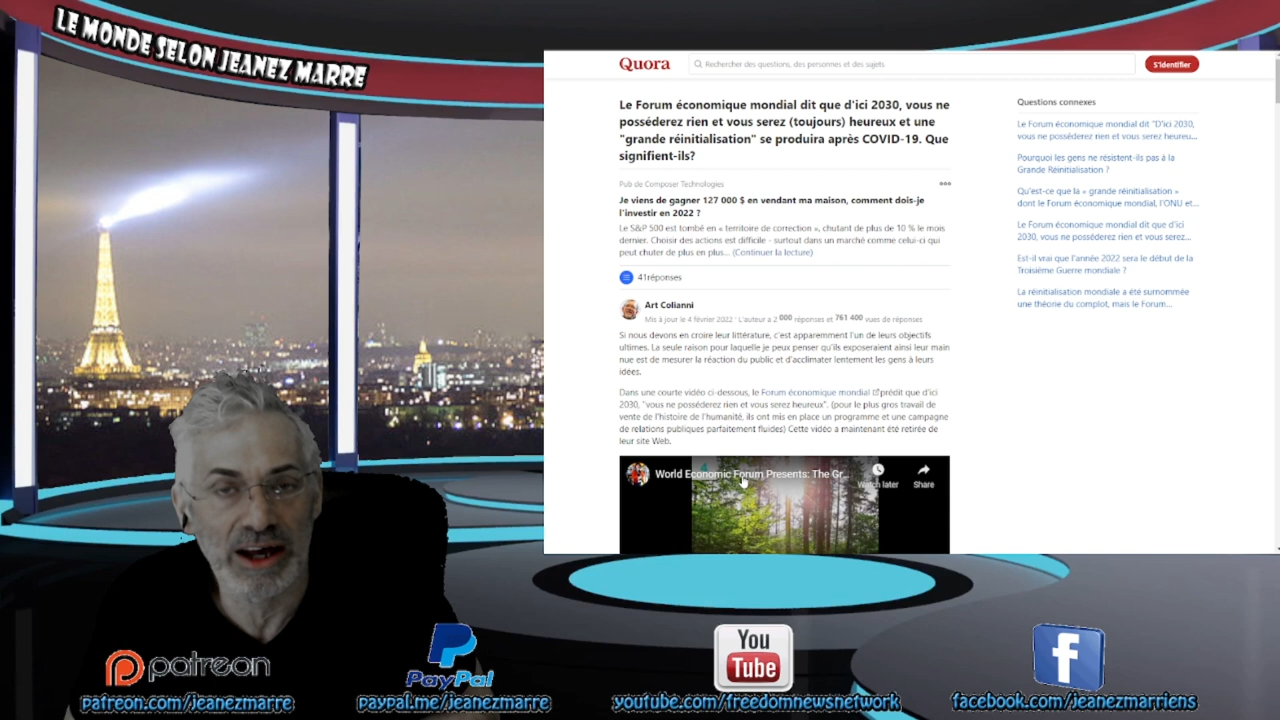 LE MONDE SELON JEANEZ MARRE
Quora
Rechercher des questions, des personnes et des sujets
S'identifier
Le Forum économique mondial dit que d'ici 2030, vous ne
posséderez rien et vous serez (toujours) heureux et une
"grande réinitialisation" se produira après COVID-19. Que
signifient-ils?
Pub de Composer Technologies
Je viens de gagner 127 000 $ en vendant ma maison, comment dois-je
l'investir en 2022 ?
Le S&P 500 est tombé en « territoire de correction », chutant de plus de 10 % le mois
dernier. Choisir des actions est difficile - surtout dans un marché comme celui-ci qui
peut chuter de plus en plus... (Continuer la lecture)
41réponses
Art Colianni
Mis à jour le 4 février 2022 · L'auteur a 2 000 réponses et 761 400 vues de réponses
Si nous devons en croire leur littérature, c'est apparemment l'un de leurs objectifs
ultimes. La seule raison pour laquelle je peux penser qu'ils exposeraient ainsi leur main
nue est de mesurer la réaction du public et d'acclimater lentement les gens à leurs
idées.
Dans une courte vidéo ci-dessous, le Forum économique mondial prédit que d'ici
2030, "vous ne posséderez rien et vous serez heureux". (pour le plus gros travail de
vente de l'histoire de l'humanité, ils ont mis en place un programme et une campagne
de relations publiques parfaitement fluides) Cette vidéo a maintenant été retirée de
leur site Web.
World Economic Forum Presents: The Gr...
Watch later
Share
Questions connexes
Le Forum économique mondial dit "D'ici 2030,
vous ne posséderez rien et vous serez heureu...
Pourquoi les gens ne résistent-ils pas à la
Grande Réinitialisation ?
Qu'est-ce que la « grande réinitialisation »
dont le Forum économique mondial, l'ONU et...
Le Forum économique mondial dit que d'ici
2030, vous ne posséderez rien et vous serez...
Est-il vrai que l'année 2022 sera le début de la
Troisième Guerre mondiale ?
La réinitialisation mondiale a été surnommée
une théorie du complot, mais le Forum...
patreon
patreon.com/jeanezmarre
PayPal
paypal.me/jeanezmarre
You
Tube
youtube.com/freedomnewsnetwork
f
facebook.com/jeanezmarriens